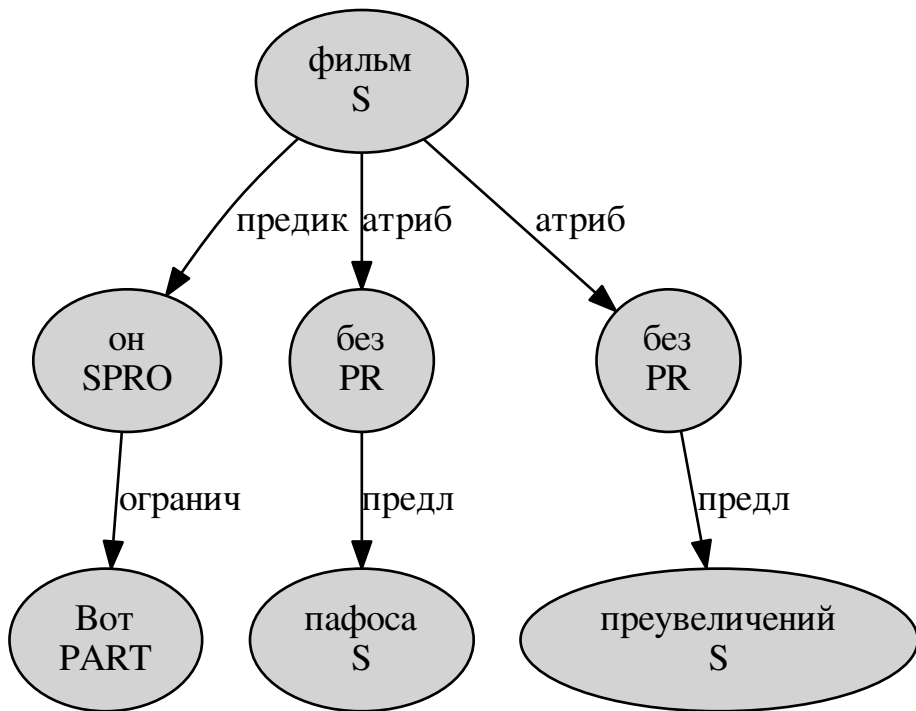 фильм
S
предик
атриб
атриб
он
SPRO
без
PR
без
PR
огранич
предл
предл
Вот
PART
пафоса
S
преувеличений
S